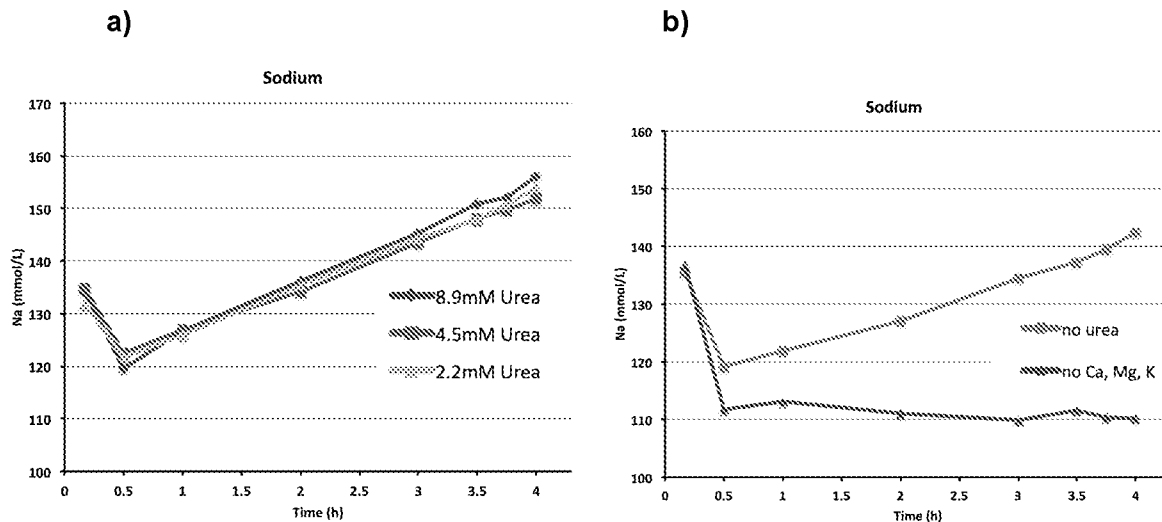 a)
Sodium
170
160
150
140
130
120
110
100
Na (mmol/L)
0 0.5 1 1.5 2 2.5 3 3.5 4
Time (h)
8.9mM Urea
4.5mM Urea
2.2mM Urea
b)
Sodium
160
150
140
130
120
110
100
Na (mmol/L)
0 0.5 1 1.5 2 2.5 3 3.5 4
Time (h)
no urea
no Ca, Mg, K